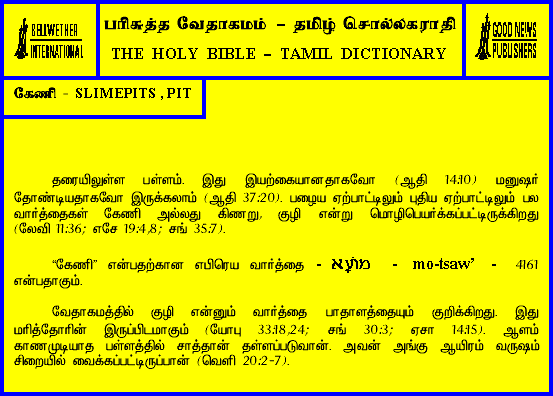 BELLWETHER
INTERNATIONAL
பரிசுத்த வேதாகமம் – தமிழ் சொல்லகராதி
THE HOLY BIBLE – TAMIL DICTIONARY
GOOD NEWS
PUBLISHERS
கேணி - SLIMEPITS , PIT
தரையிலுள்ள பள்ளம். இது இயற்கையானதாகவோ (ஆதி 14:10) மனுஷர்
தோண்டியதாகவோ இருக்கலாம் (ஆதி 37:20). பழைய ஏற்பாட்டிலும் புதிய ஏற்பாட்டிலும் பல
வார்த்தைகள் கேணி அல்லது கிணறு, குழி என்று மொழிபெயர்க்கப்பட்டிருக்கிறது
(லேவி 11:36; எசே 19:4,8; சங் 35:7).
“கேணி” என்பதற்கான எபிரெய வார்த்தை - מצא - mo-tsaw’ - 4161
என்பதாகும்.
வேதாகமத்தில் குழி என்னும் வார்த்தை பாதாளத்தையும் குறிக்கிறது. இது
மரித்தோரின் இருப்பிடமாகும் (யோபு 33:18,24; சங் 30:3; ஏசா 14:15). ஆளம்
காணமுடியாத பள்ளத்தில் சாத்தான் தள்ளப்படுவான். அவன் அங்கு ஆயிரம் வருஷம்
சிறையில் வைக்கப்பட்டிருப்பான் (வெளி 20:2-7).